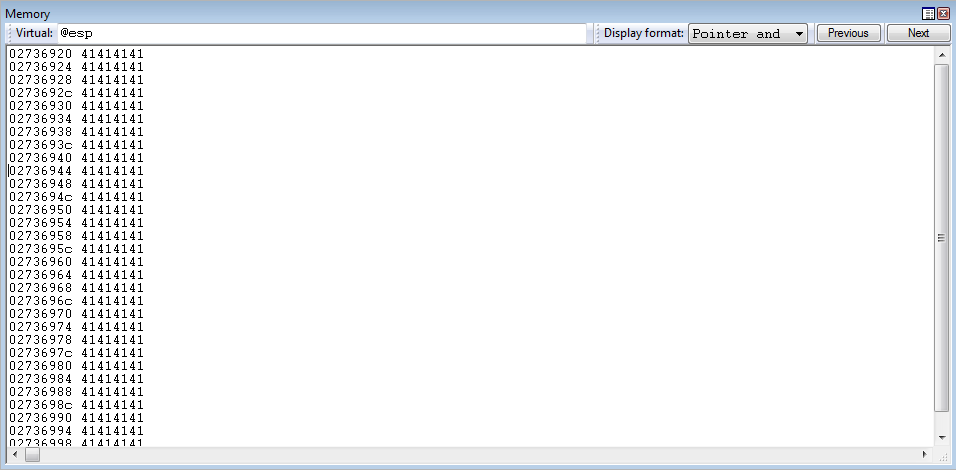 Memory
Virtual: @esp Display format: Pointer and Previous Next
02736920 41414141
02736924 41414141
02736928 41414141
0273692c 41414141
02736930 41414141
02736934 41414141
02736938 41414141
0273693c 41414141
02736940 41414141
02736944 41414141
02736948 41414141
0273694c 41414141
02736950 41414141
02736954 41414141
02736958 41414141
0273695c 41414141
02736960 41414141
02736964 41414141
02736968 41414141
0273696c 41414141
02736970 41414141
02736974 41414141
02736978 41414141
0273697c 41414141
02736980 41414141
02736984 41414141
02736988 41414141
0273698c 41414141
02736990 41414141
02736994 41414141
02736998 41414141